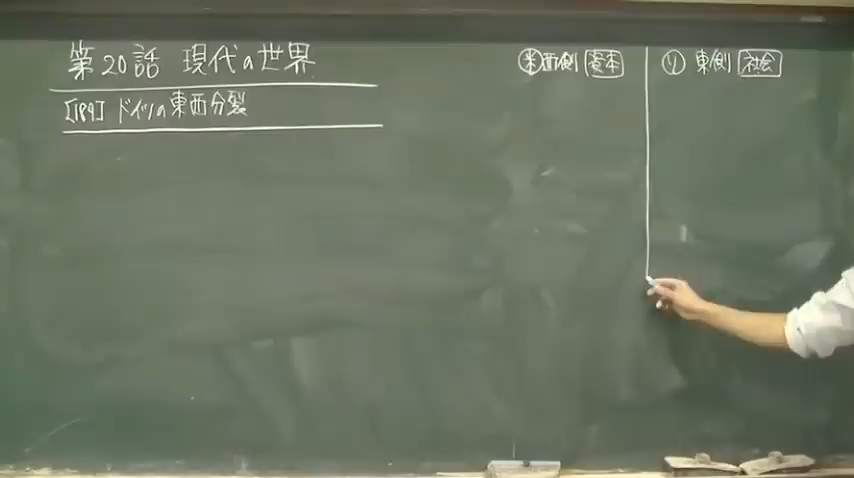 第20話 現代の世界
[189] ドイツの東西分裂
㊍西側 資本
ソ 東側 社会